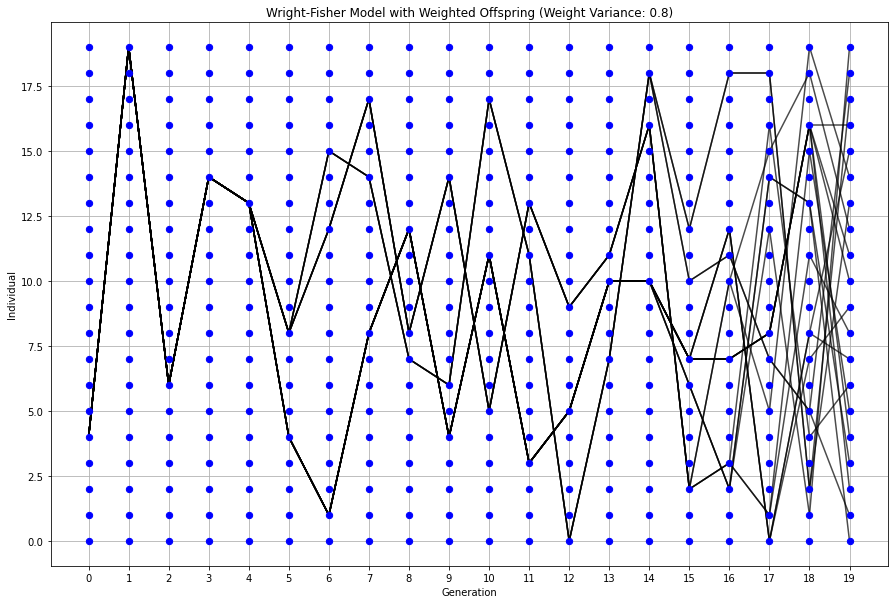 Wright-Fisher Model with Weighted Offspring (Weight Variance: 0.8)
17.5
15.0
12.5
10.0
7.5
5.0
2.5
0.0
Individual
0 1 2 3 4 5 6 7 8 9 10 11 12 13 14 15 16 17 18 19
Generation